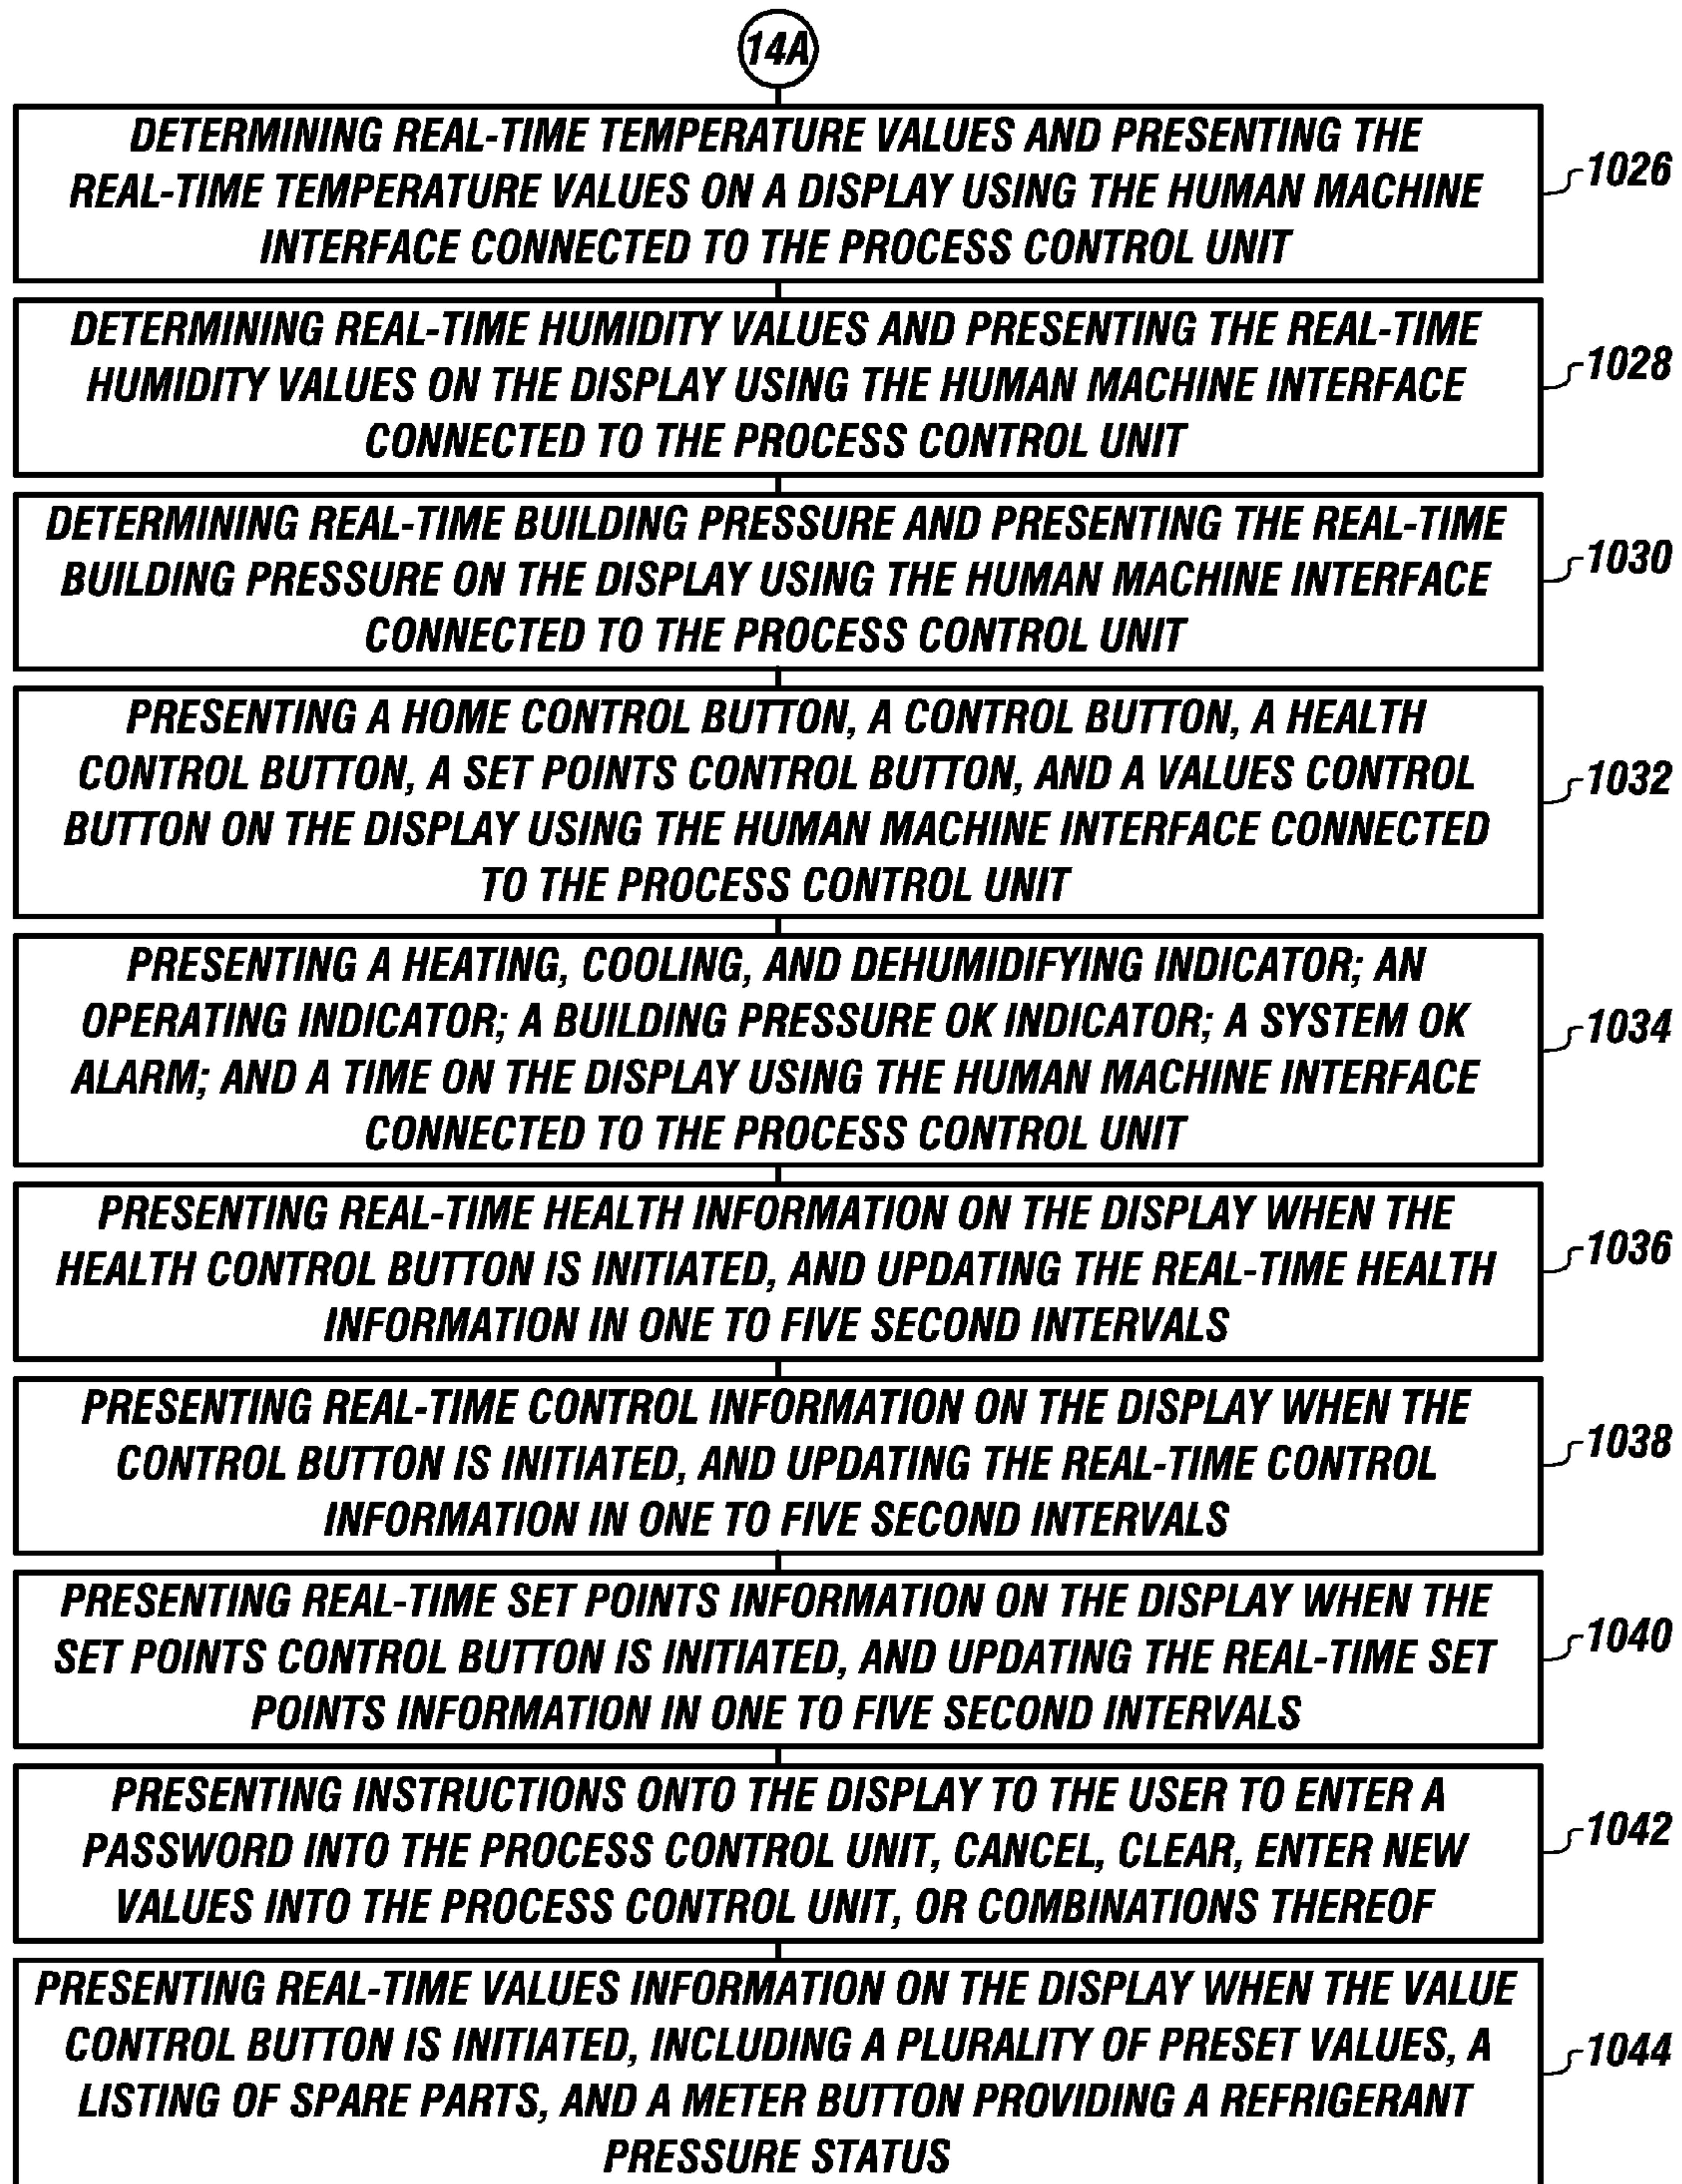 14A
DETERMINING REAL-TIME TEMPERATURE VALUES AND PRESENTING THE
REAL-TIME TEMPERATURE VALUES ON A DISPLAY USING THE HUMAN MACHINE
INTERFACE CONNECTED TO THE PROCESS CONTROL UNIT
1026
DETERMINING REAL-TIME HUMIDITY VALUES AND PRESENTING THE REAL-TIME
HUMIDITY VALUES ON THE DISPLAY USING THE HUMAN MACHINE INTERFACE
CONNECTED TO THE PROCESS CONTROL UNIT
1028
DETERMINING REAL-TIME BUILDING PRESSURE AND PRESENTING THE REAL-TIME
BUILDING PRESSURE ON THE DISPLAY USING THE HUMAN MACHINE INTERFACE
CONNECTED TO THE PROCESS CONTROL UNIT
1030
PRESENTING A HOME CONTROL BUTTON, A CONTROL BUTTON, A HEALTH
CONTROL BUTTON, A SET POINTS CONTROL BUTTON, AND A VALUES CONTROL
BUTTON ON THE DISPLAY USING THE HUMAN MACHINE INTERFACE CONNECTED
TO THE PROCESS CONTROL UNIT
1032
PRESENTING A HEATING, COOLING, AND DEHUMIDIFYING INDICATOR; AN
OPERATING INDICATOR; A BUILDING PRESSURE OK INDICATOR; A SYSTEM OK
ALARM; AND A TIME ON THE DISPLAY USING THE HUMAN MACHINE INTERFACE
CONNECTED TO THE PROCESS CONTROL UNIT
1034
PRESENTING REAL-TIME HEALTH INFORMATION ON THE DISPLAY WHEN THE
HEALTH CONTROL BUTTON IS INITIATED, AND UPDATING THE REAL-TIME HEALTH
INFORMATION IN ONE TO FIVE SECOND INTERVALS
1036
PRESENTING REAL-TIME CONTROL INFORMATION ON THE DISPLAY WHEN THE
CONTROL BUTTON IS INITIATED, AND UPDATING THE REAL-TIME CONTROL
INFORMATION IN ONE TO FIVE SECOND INTERVALS
1038
PRESENTING REAL-TIME SET POINTS INFORMATION ON THE DISPLAY WHEN THE
SET POINTS CONTROL BUTTON IS INITIATED, AND UPDATING THE REAL-TIME SET
POINTS INFORMATION IN ONE TO FIVE SECOND INTERVALS
1040
PRESENTING INSTRUCTIONS ONTO THE DISPLAY TO THE USER TO ENTER A
PASSWORD INTO THE PROCESS CONTROL UNIT, CANCEL, CLEAR, ENTER NEW
VALUES INTO THE PROCESS CONTROL UNIT, OR COMBINATIONS THEREOF
1042
PRESENTING REAL-TIME VALUES INFORMATION ON THE DISPLAY WHEN THE VALUE
CONTROL BUTTON IS INITIATED, INCLUDING A PLURALITY OF PRESET VALUES, A
LISTING OF SPARE PARTS, AND A METER BUTTON PROVIDING A REFRIGERANT
PRESSURE STATUS
1044